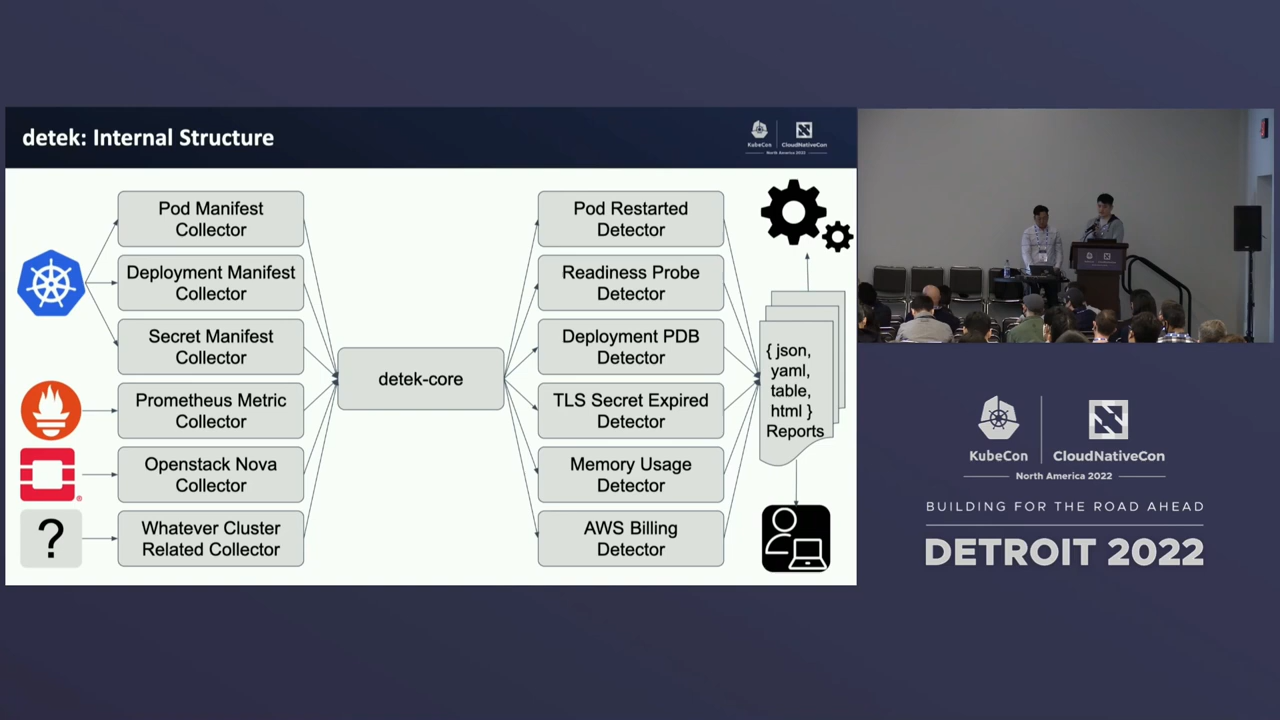 detek: Internal Structure
KubeCon
CloudNativeCon
North America 2022
Pod Manifest
Collector
Deployment Manifest
Collector
Secret Manifest
Collector
Prometheus Metric
Collector
Openstack Nova
Collector
?
Whatever Cluster
Related Collector
detek-core
Pod Restarted
Detector
Readiness Probe
Detector
Deployment PDB
Detector
TLS Secret Expired
Detector
Memory Usage
Detector
AWS Billing
Detector
{ json,
yaml,
table,
html }
Reports
KubeCon
CloudNativeCon
North America 2022
BUILDING FOR THE ROAD AHEAD
DETROIT 2022